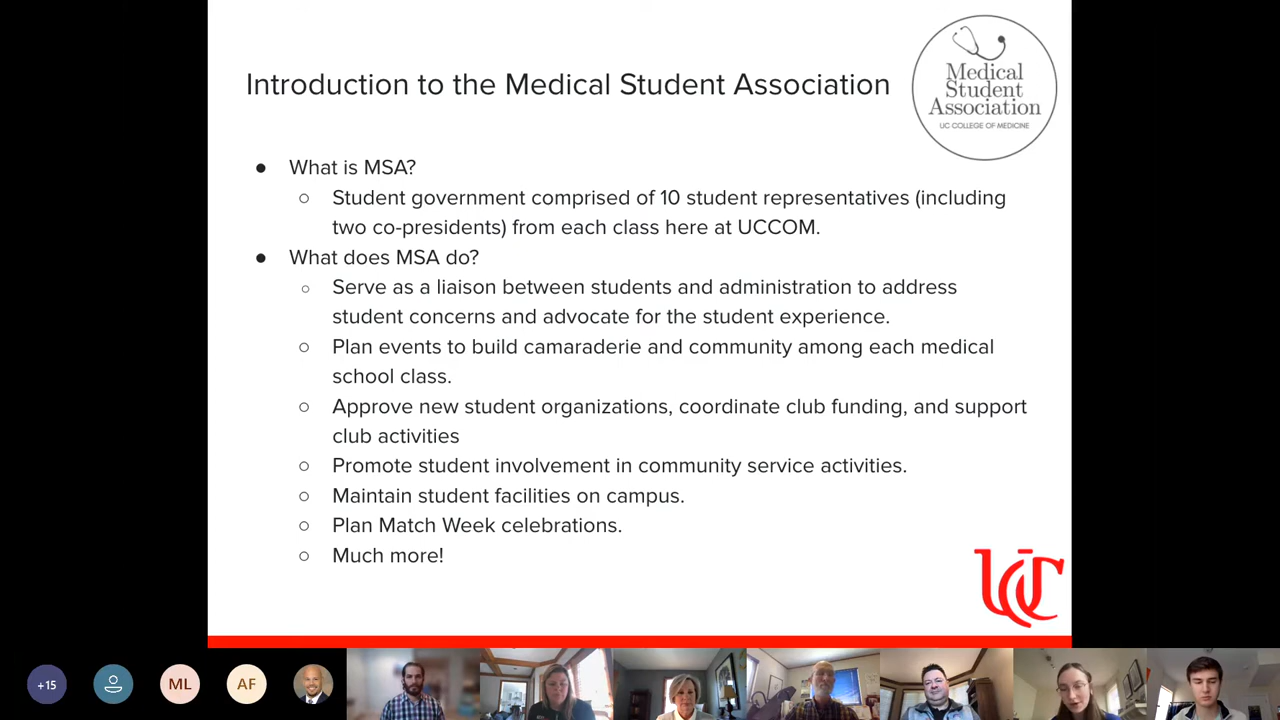 Introduction to the Medical Student Association
Medical
Student
Association
UC COLLEGE OF MEDICINE
● What is MSA?
○ Student government comprised of 10 student representatives (including
two co-presidents) from each class here at UCCOM.
● What does MSA do?
○ Serve as a liaison between students and administration to address
student concerns and advocate for the student experience.
○ Plan events to build camaraderie and community among each medical
school class.
○ Approve new student organizations, coordinate club funding, and support
club activities
○ Promote student involvement in community service activities.
○ Maintain student facilities on campus.
○ Plan Match Week celebrations.
○ Much more!
UC
+15
ML
AF